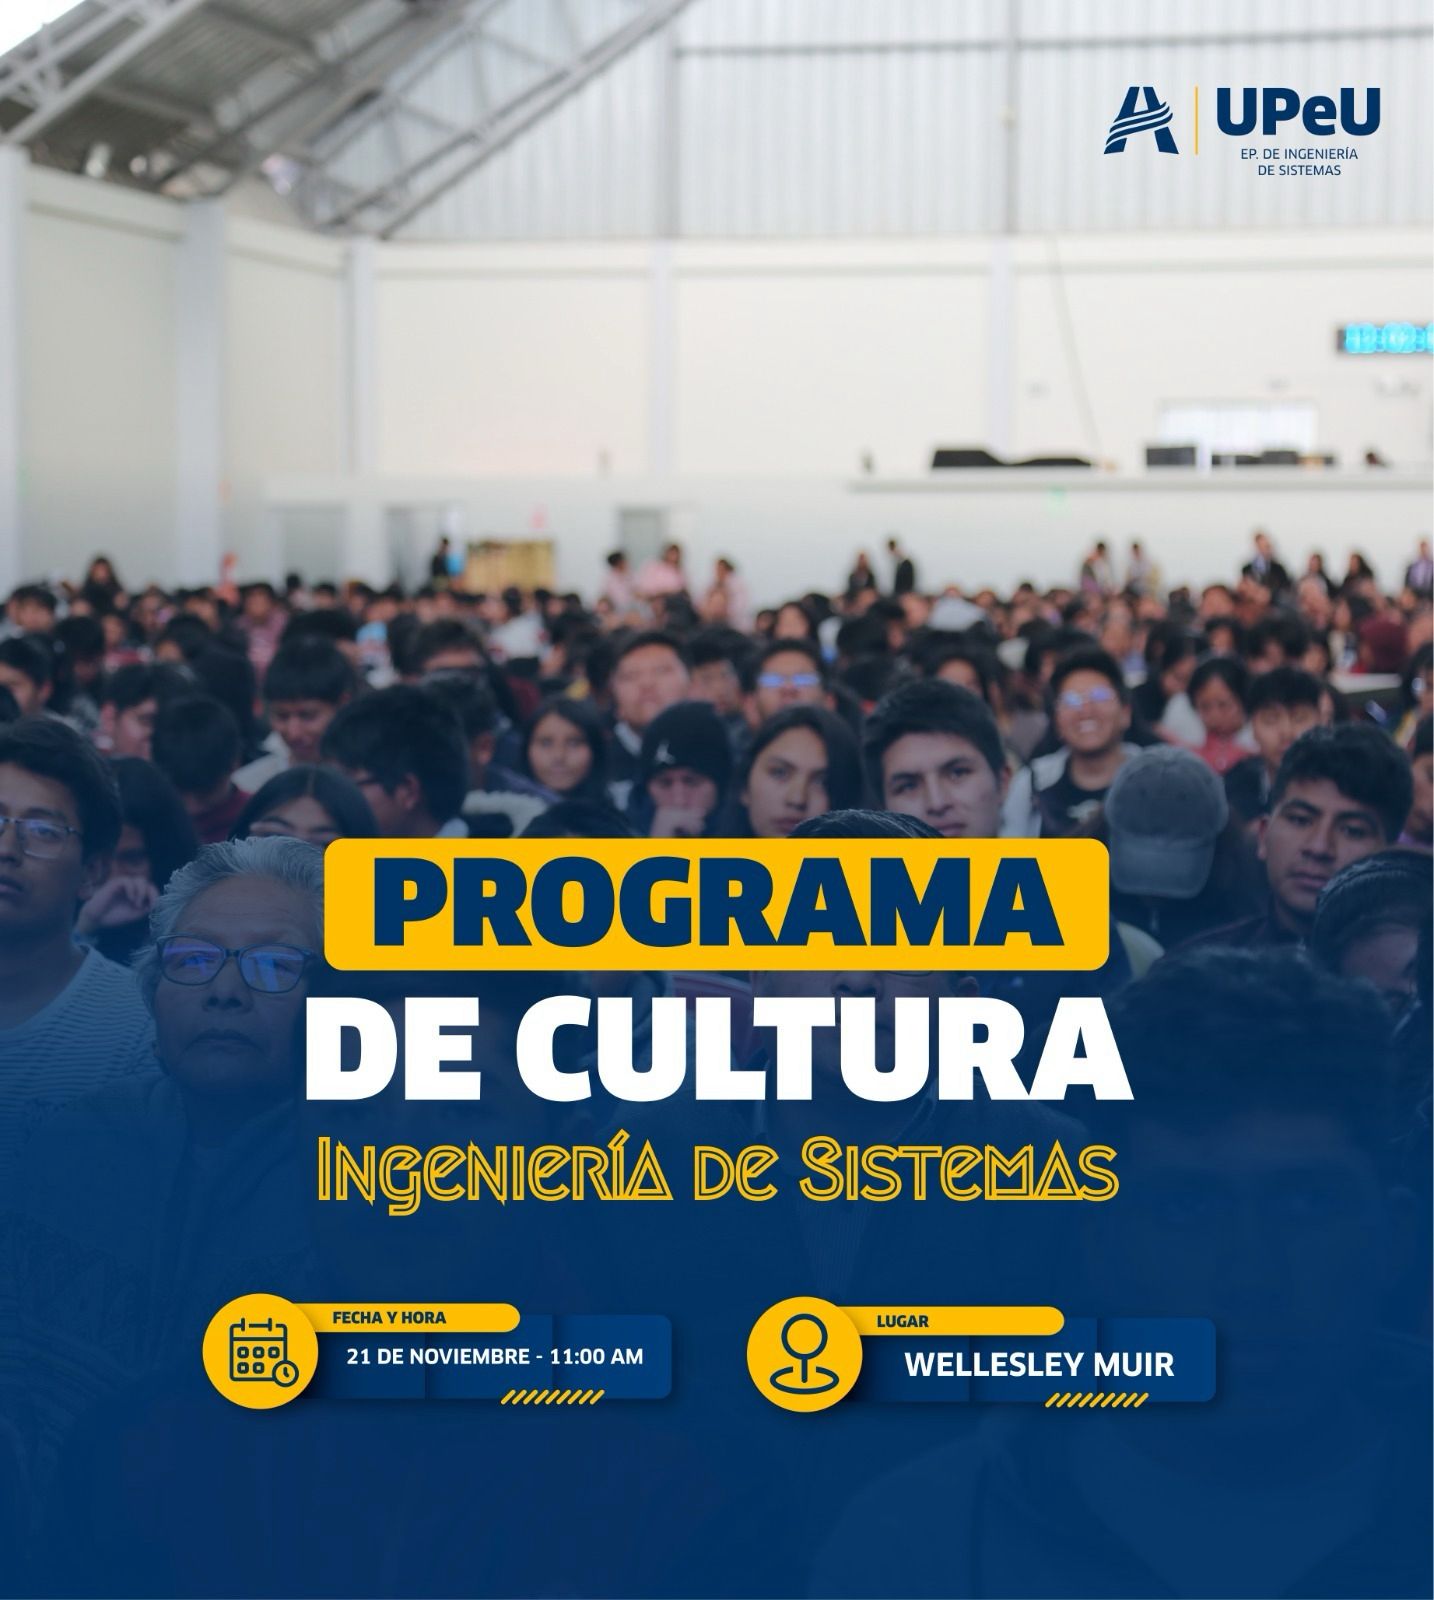 UPeU
EP. DE INGENIERÍA
DE SISTEMAS
PROGRAMA
DE CULTURA
INGENIERÍA DE SISTEMAS
FECHA Y HORA
21 DE NOVIEMBRE - 11:00 AM
LUGAR
WELLESLEY MUIR